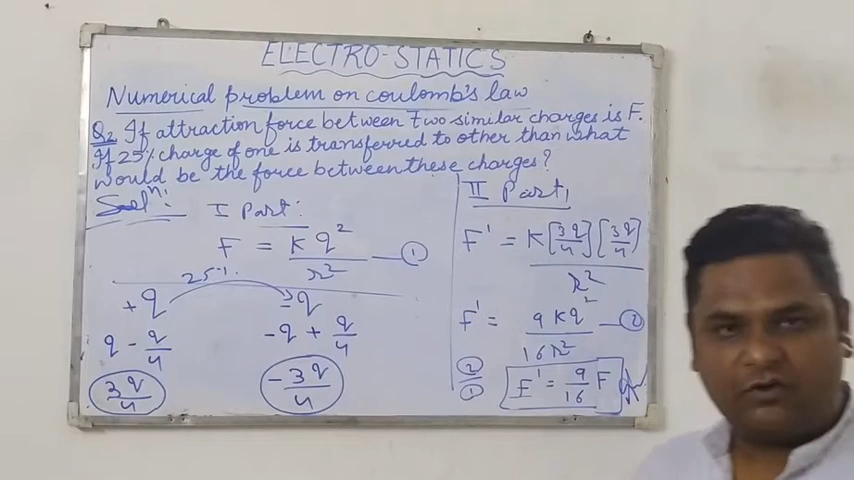 ELECTRO-STATICS
Numerical problem on coulomb's law
Q2 If attraction force between two similar charges is F.
If 25% charge of one is transferred to other than what
would be the force between these charges?
Solⁿ:
I Part:
F = Kq²/r² — ①
25%
+q -q
q - q/4 -q + q/4
3q/4 -3q/4
II Part,
F' = K[3q/4][3q/4]/r²
F' = 9Kq²/16r² — ②
②/① F' = 9/16 F